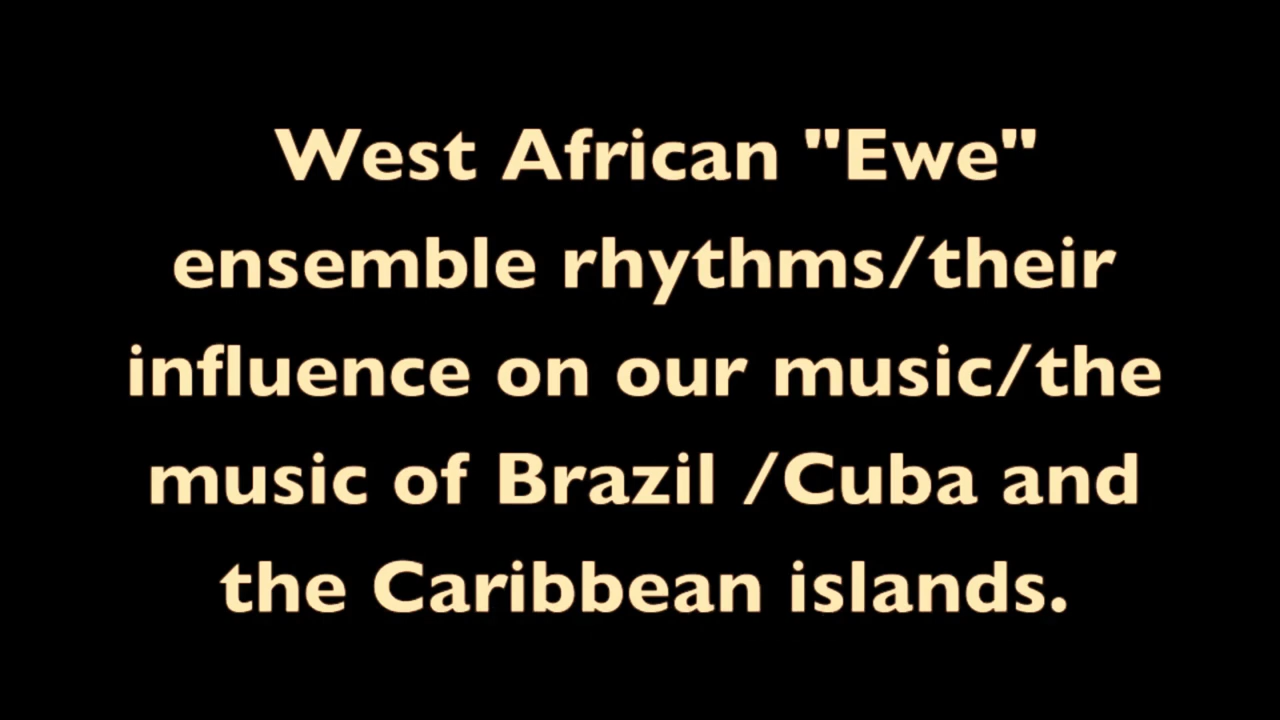 West African "Ewe"
ensemble rhythms/their
influence on our music/the
music of Brazil /Cuba and
the Caribbean islands.